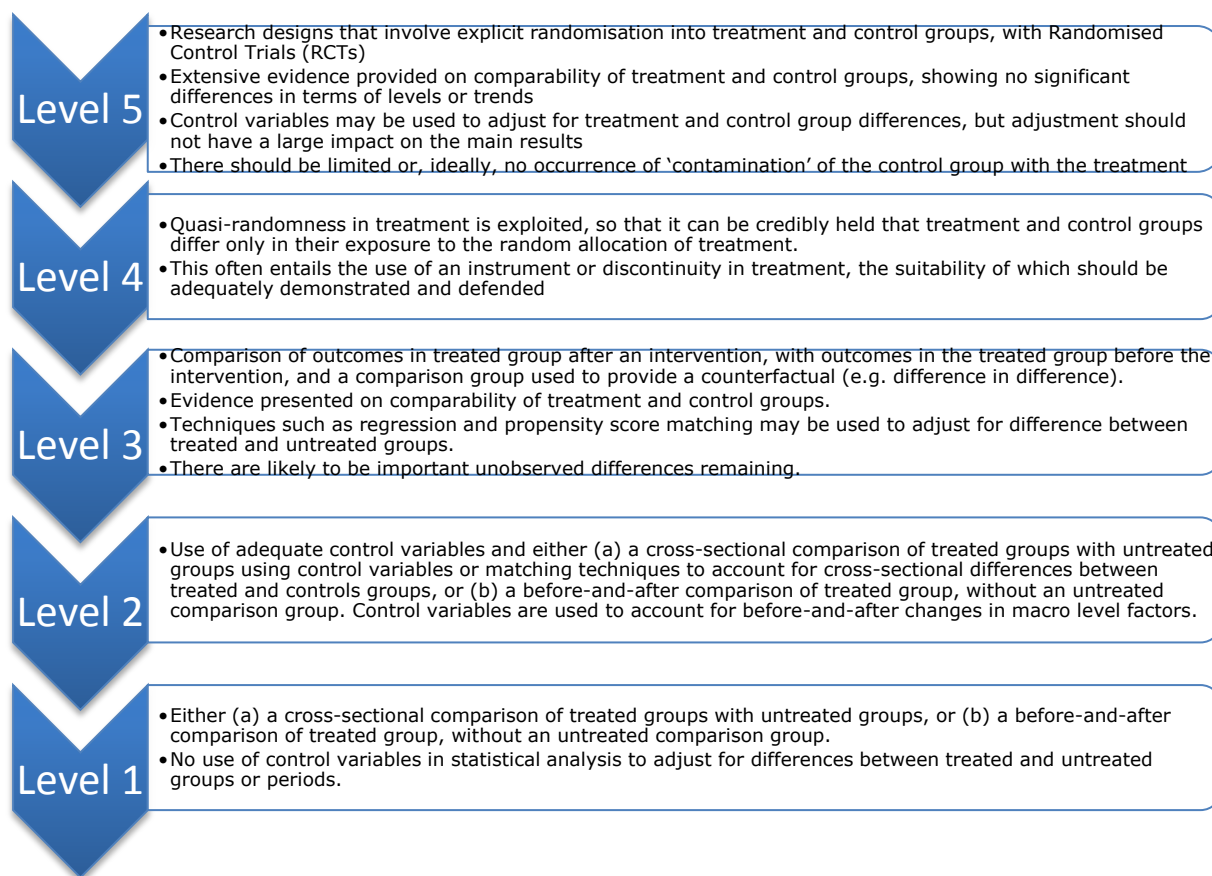 Level 5
•Research designs that involve explicit randomisation into treatment and control groups, with Randomised
Control Trials (RCTs)
•Extensive evidence provided on comparability of treatment and control groups, showing no significant
differences in terms of levels or trends
•Control variables may be used to adjust for treatment and control group differences, but adjustment should
not have a large impact on the main results
•There should be limited or, ideally, no occurrence of ‘contamination’ of the control group with the treatment
Level 4
•Quasi-randomness in treatment is exploited, so that it can be credibly held that treatment and control groups
differ only in their exposure to the random allocation of treatment.
•This often entails the use of an instrument or discontinuity in treatment, the suitability of which should be
adequately demonstrated and defended
Level 3
•Comparison of outcomes in treated group after an intervention, with outcomes in the treated group before the
intervention, and a comparison group used to provide a counterfactual (e.g. difference in difference).
•Evidence presented on comparability of treatment and control groups.
•Techniques such as regression and propensity score matching may be used to adjust for difference between
treated and untreated groups.
•There are likely to be important unobserved differences remaining.
Level 2
•Use of adequate control variables and either (a) a cross-sectional comparison of treated groups with untreated
groups using control variables or matching techniques to account for cross-sectional differences between
treated and controls groups, or (b) a before-and-after comparison of treated group, without an untreated
comparison group. Control variables are used to account for before-and-after changes in macro level factors.
Level 1
•Either (a) a cross-sectional comparison of treated groups with untreated groups, or (b) a before-and-after
comparison of treated group, without an untreated comparison group.
•No use of control variables in statistical analysis to adjust for differences between treated and untreated
groups or periods.